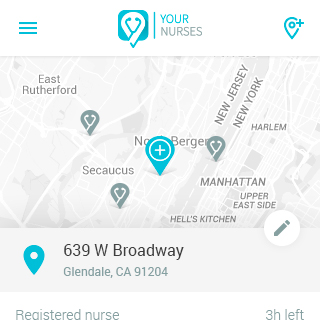 YOUR
NURSES
East
Rutherford
NEW JERSEY
NEW YORK
HARLEM
North Bergen
Secaucus
MANHATTAN
UPPER
EAST SIDE
HELL'S KITCHEN
639 W Broadway
Glendale, CA 91204
Registered nurse
3h left